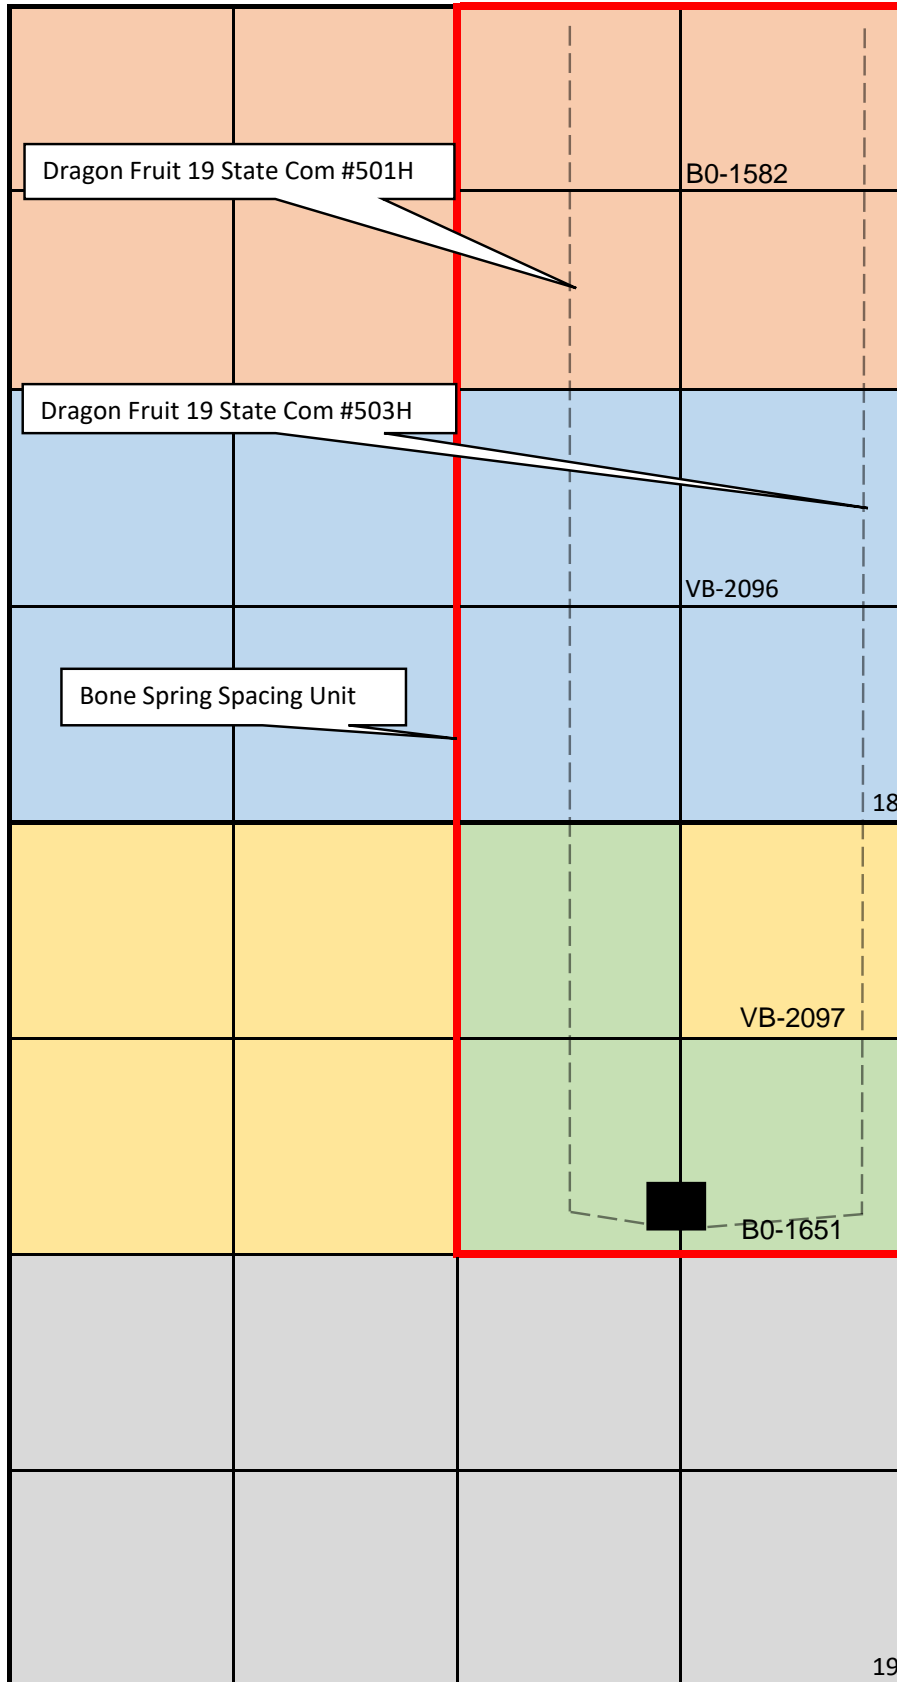 Dragon Fruit 19 State Com #501H
B0-1582
Dragon Fruit 19 State Com #503H
VB-2096
Bone Spring Spacing Unit
18
VB-2097
B0-1651
19